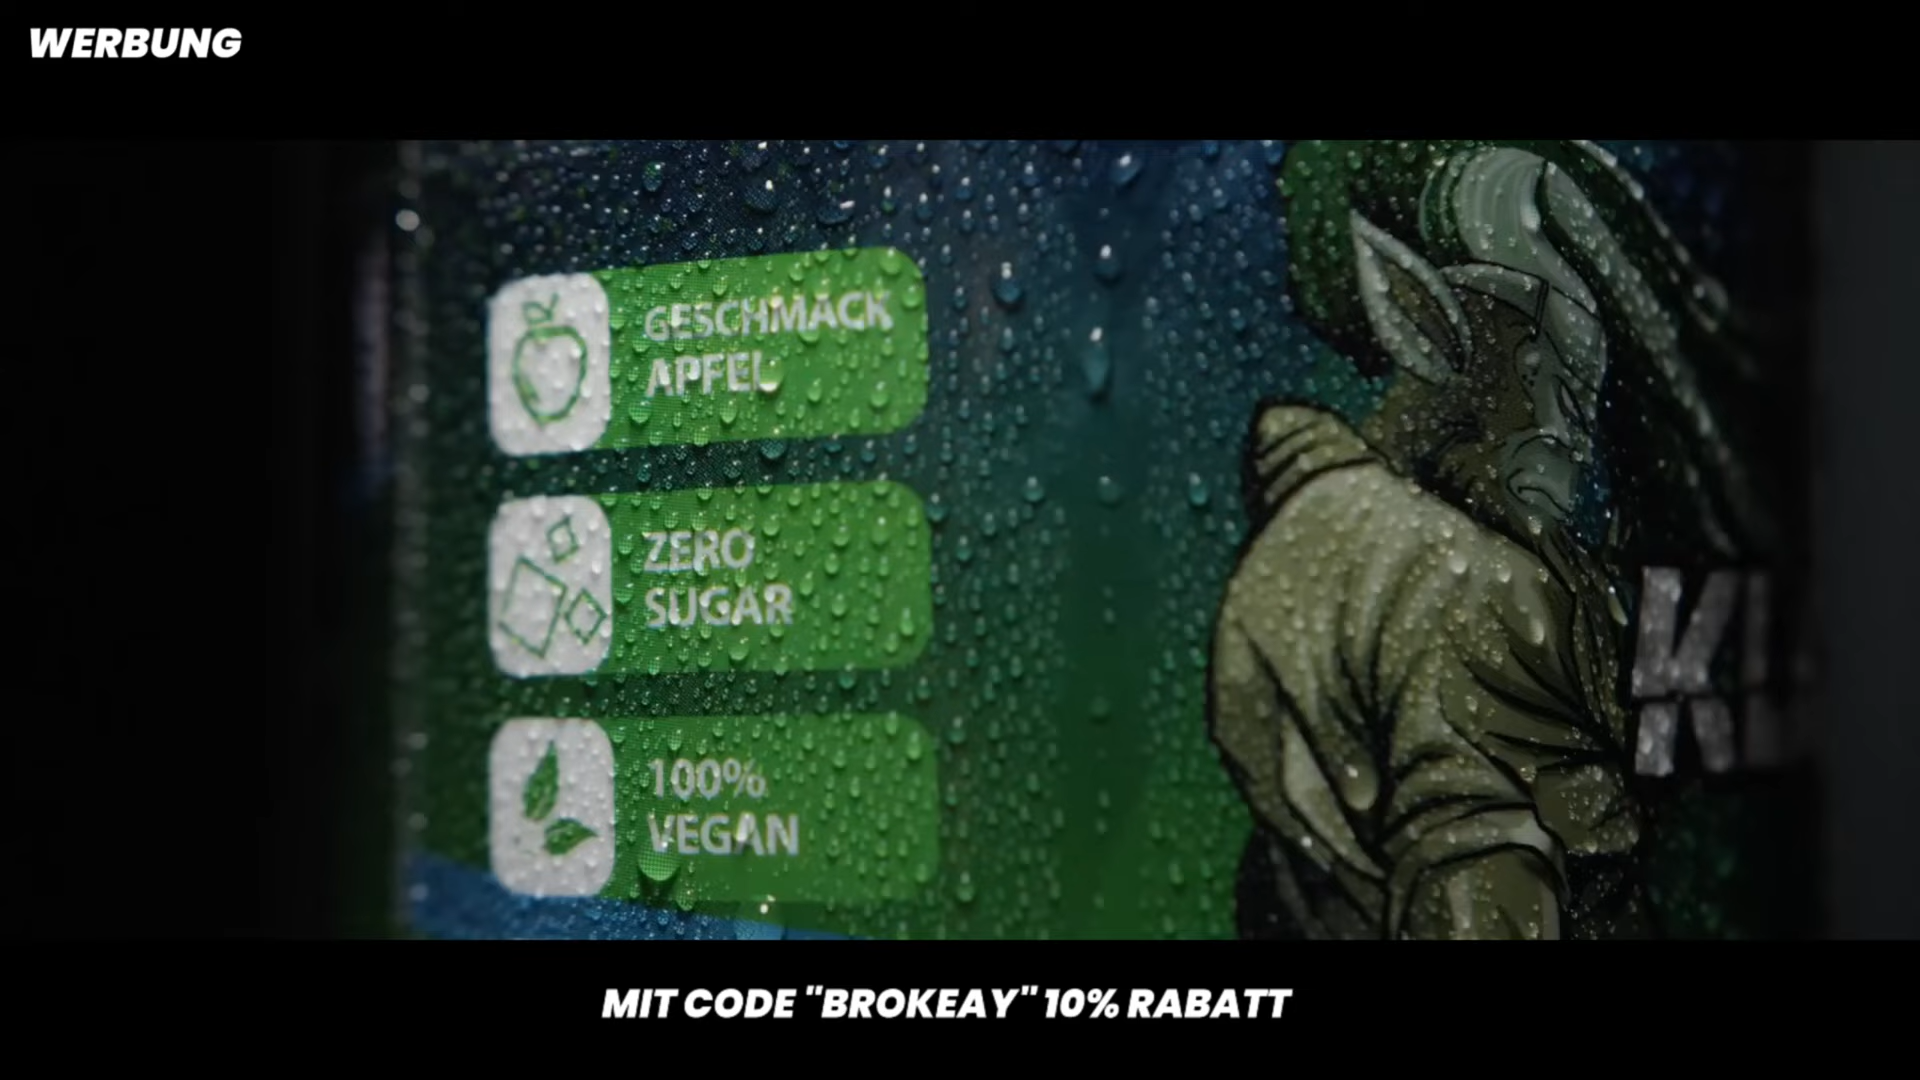 WERBUNG
GESCHMACK
APFEL
ZERO
SUGAR
100%
VEGAN
MIT CODE "BROKEAY" 10% RABATT